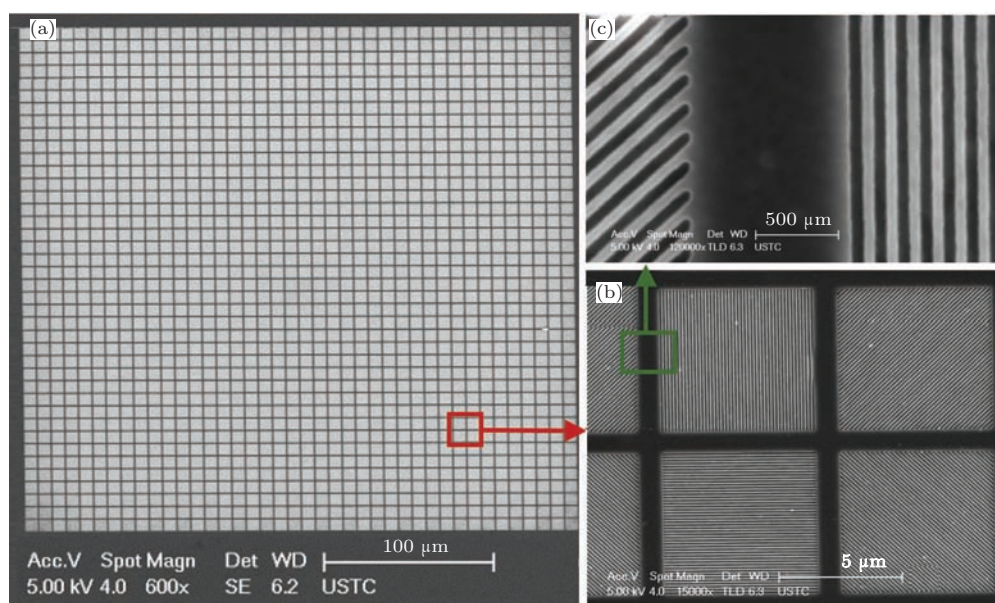 (a)
100 µm
Acc.V Spot Magn Det WD
5.00 kV 4.0 600x SE 6.2 USTC
(c)
500 µm
Acc.V Spot Magn Det WD
5.00 kV 4.0 120000x TLD 6.3 USTC
(b)
5 µm
Acc.V Spot Magn Det WD
5.00 kV 4.0 15000x TLD 6.3 USTC